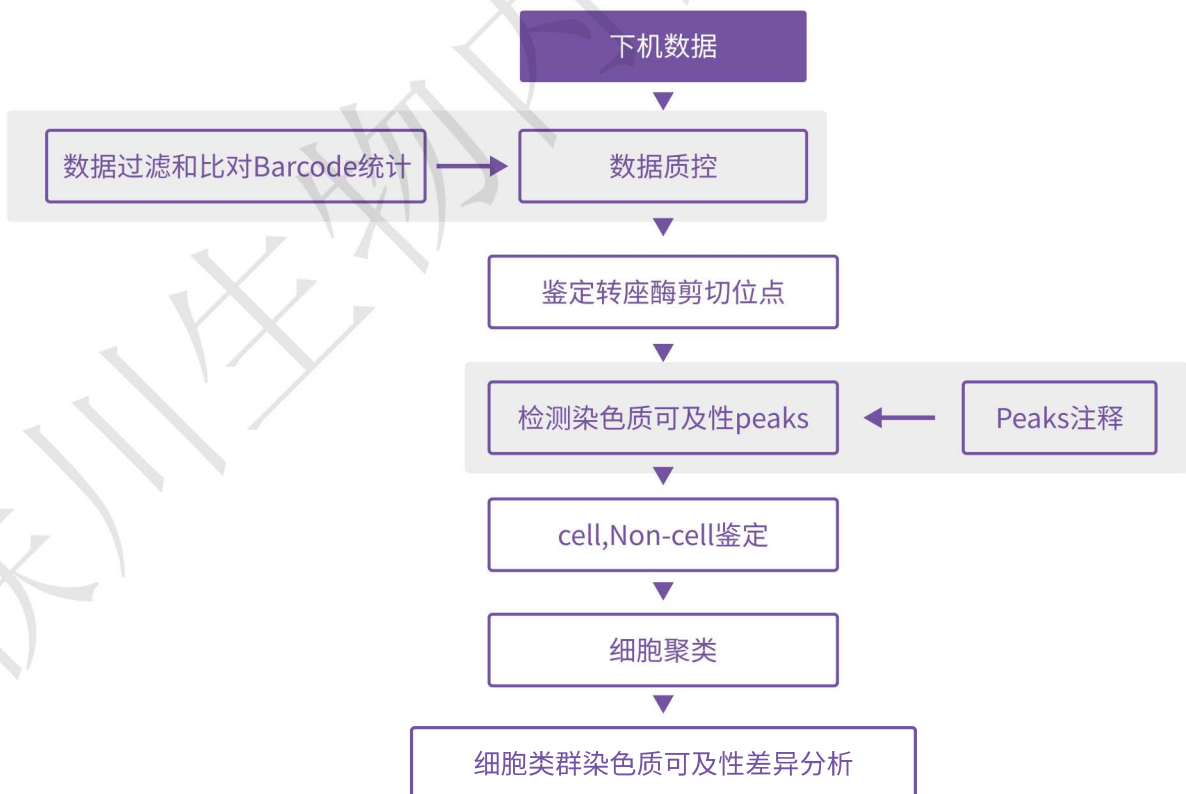 下机数据
数据过滤和比对Barcode统计
数据质控
鉴定转座酶剪切位点
检测染色质可及性peaks
Peaks注释
cell,Non-cell鉴定
细胞聚类
细胞类群染色质可及性差异分析
川生物内